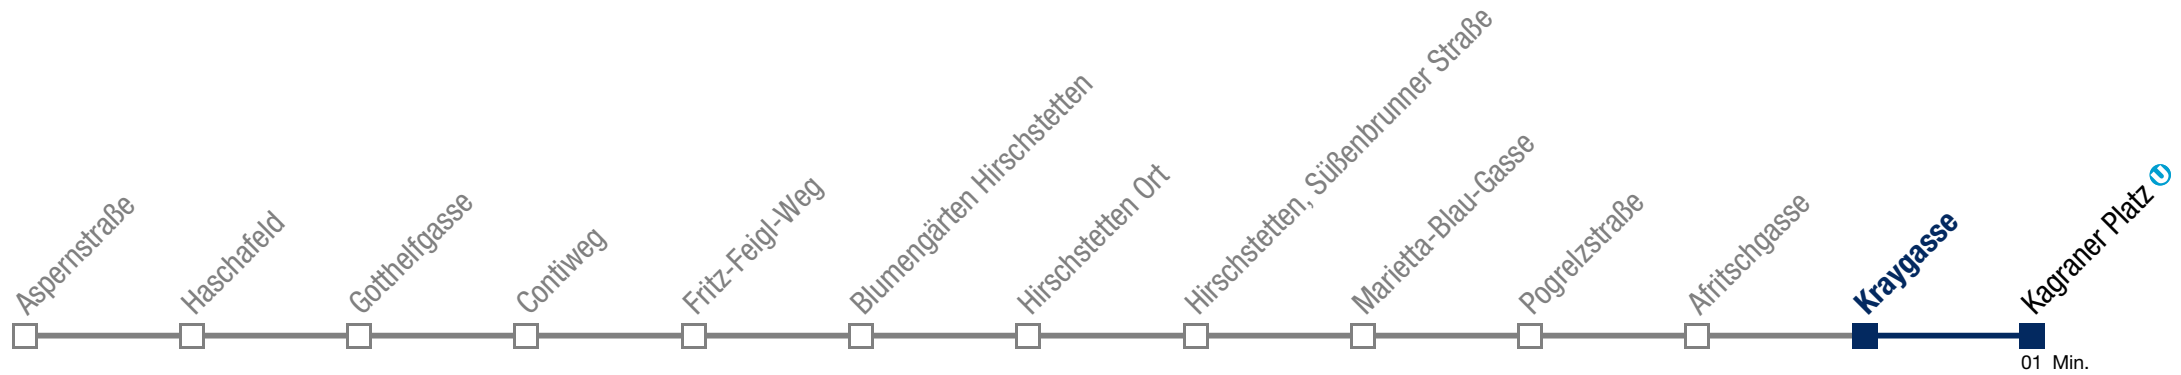 Aspernstraße
Haschafeld
Gotthelfgasse
Contiweg
Fritz-Feigl-Weg
Blumengärten Hirschstetten
Hirschstetten Ort
Hirschstetten, Süßenbrunner Straße
Marietta-Blau-Gasse
Pogrelzstraße
Afritschgasse
Kraygasse
Kagraner Platz U
01 Min.